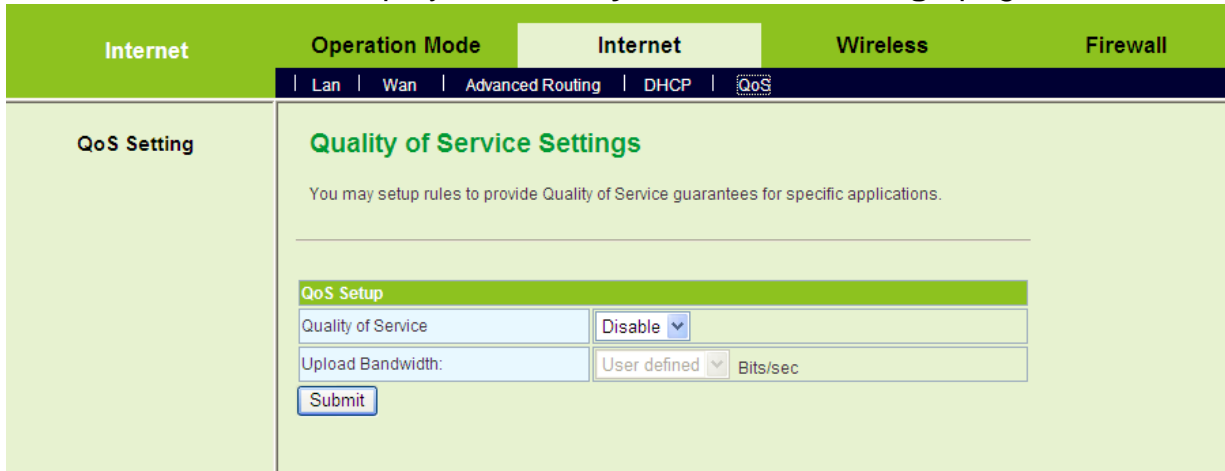 Internet
Operation Mode Internet Wireless Firewall
| Lan | Wan | Advanced Routing | DHCP | QoS
QoS Setting
Quality of Service Settings
You may setup rules to provide Quality of Service guarantees for specific applications.
QoS Setup
Quality of Service Disable
Upload Bandwidth: User defined Bits/sec
Submit